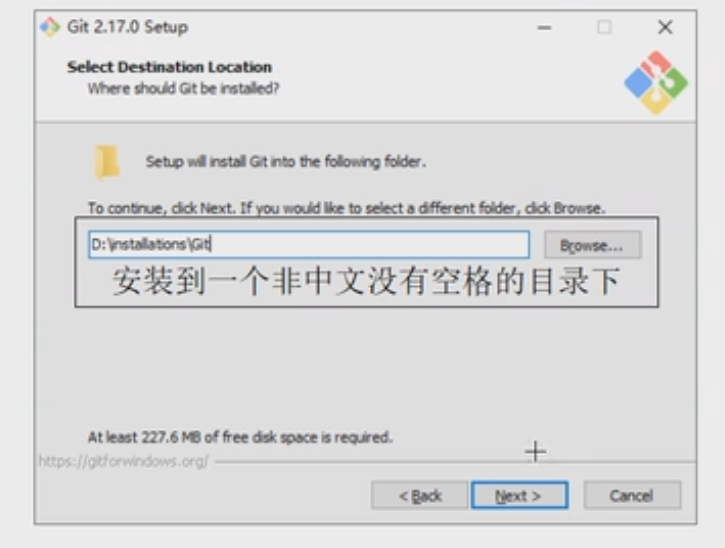 Git 2.17.0 Setup
Select Destination Location
Where should Git be installed?
Setup will install Git into the following folder.
To continue, click Next. If you would like to select a different folder, click Browse.
D:\installations\Git
Browse...
安装到一个非中文没有空格的目录下
At least 227.6 MB of free disk space is required.
https://gitforwindows.org/
< Back
Next >
Cancel